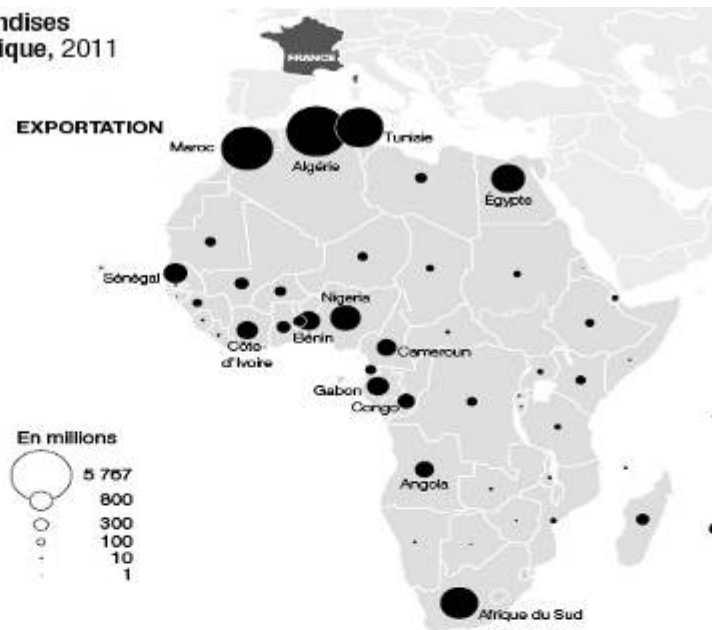 ndises
ique, 2011
FRANCE
EXPORTATION
Maroc
Algérie
Tunisie
Égypte
Sénégal
Nigeria
Côte-
d'Ivoire
Bénin
Cameroun
Gabon
Congo
Angola
Afrique du Sud
En millions
5 767
800
300
100
10
1